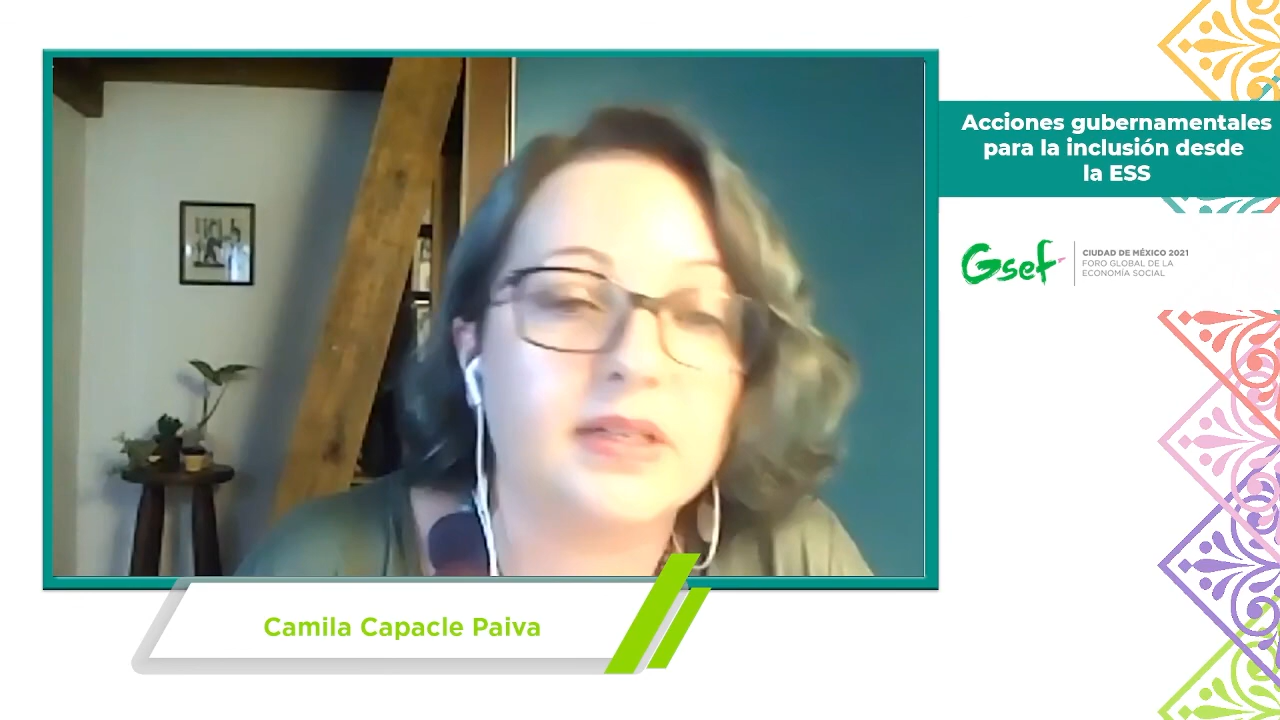 Acciones gubernamentales
para la inclusión desde
la ESS
Gsef
CIUDAD DE MÉXICO 2021
FORO GLOBAL DE LA
ECONOMÍA SOCIAL
Camila Capacle Paiva